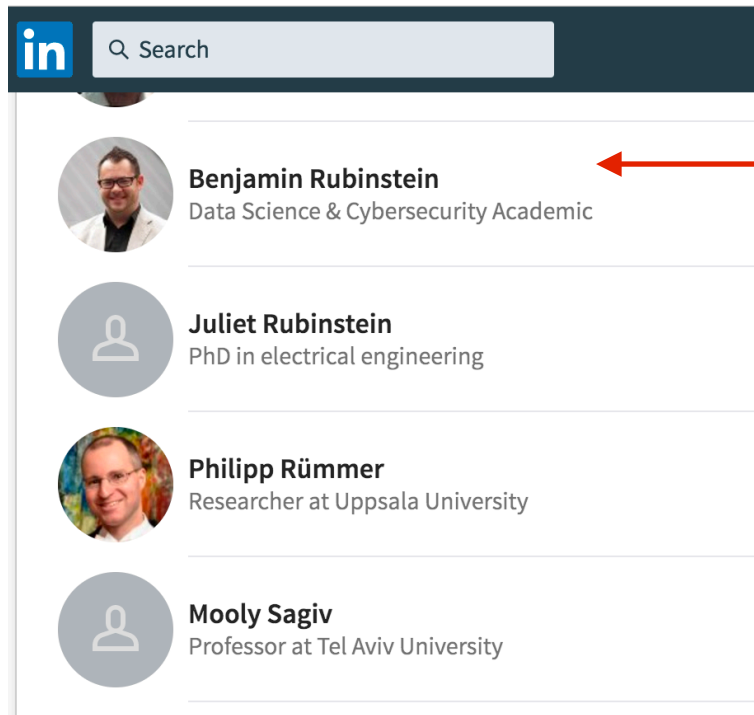 in Search
Benjamin Rubinstein
Data Science & Cybersecurity Academic
Juliet Rubinstein
PhD in electrical engineering
Philipp Rümmer
Researcher at Uppsala University
Mooly Sagiv
Professor at Tel Aviv University